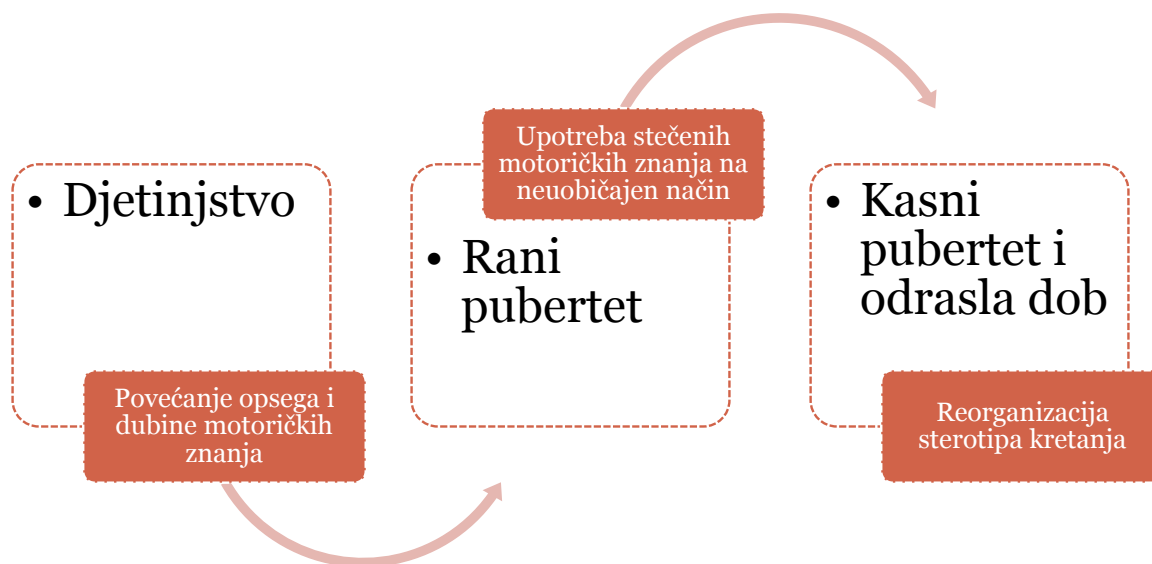 • Djetinjstvo
Povećanje opsega i
dubine motoričkih
znanja
Upotreba stečenih
motoričkih znanja na
neuobičajen način
• Rani
pubertet
• Kasni
pubertet i
odrasla dob
Reorganizacija
sterotipa kretanja